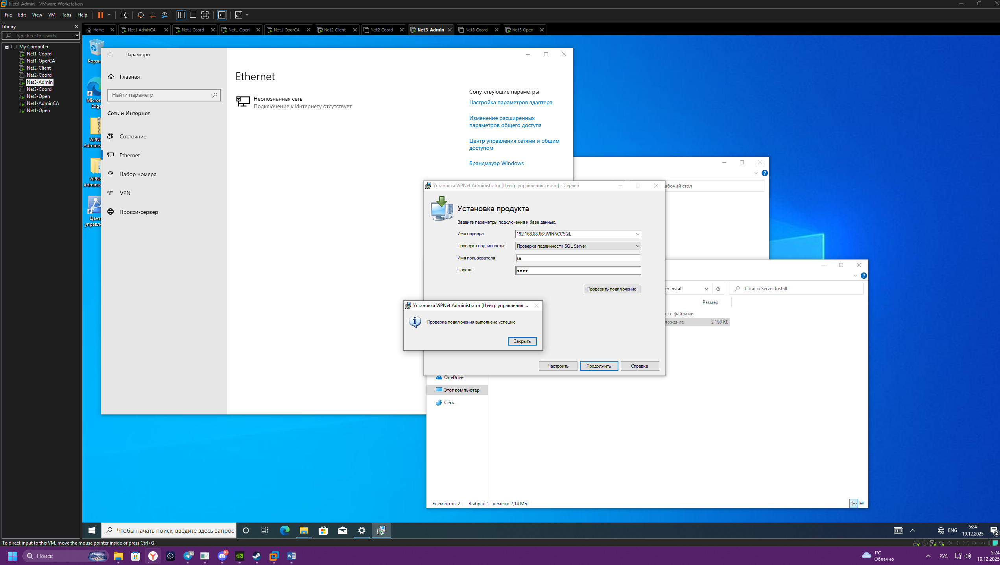 Net3-Admin - VMware Workstation
File Edit View VM Tabs Help
Library
Type here to search
My Computer
Net1-Coord
Net1-OperCA
Net2-Client
Net2-Coord
Net3-Admin
Net3-Coord
Net3-Open
Net1-AdminCA
Net1-Open
Home Net1-AdminCA Net1-Coord Net1-Open Net1-OperCA Net2-Client Net2-Coord Net3-Admin Net3-Coord Net3-Open
Edge
ViPNe
Adminis
ViPNe
Adminis
Параметры
Главная
Найти параметр
Сеть и Интернет
Состояние
Ethernet
Набор номера
VPN
Прокси-сервер
Ethernet
Неопознанная сеть
Подключение к Интернету отсутствует
Сопутствующие параметры
Настройка параметров адаптера
Изменение расширенных
параметров общего доступа
Центр управления сетями и общим
доступом
Брандмауэр Windows
абочий стол
Установка ViPNet Administrator [Центр управления сетью] - Сервер
Установка продукта
Задайте параметры подключения к базе данных.
Имя сервера: 192.168.88.66\WINNCCSQL
Проверка подлинности: Проверка подлинности SQL Server
Имя пользователя: sa
Пароль: ••••
Проверить подключение
Установка ViPNet Administrator [Центр управления ...
Проверка подключения выполнена успешно
Закрыть
Настроить Продолжить Справка
er Install
Поиск: Server Install
Размер
ка с файлами
ложение 2 198 КБ
OneDrive
Этот компьютер
Сеть
Элементов: 2 Выбран 1 элемент: 2,14 МБ
Чтобы начать поиск, введите здесь запрос
ENG
5:24
19.12.2025
2
To direct input to this VM, move the mouse pointer inside or press Ctrl+G.
Поиск
83
9+
1°C
Облачно
РУС
5:24
19.12.2025